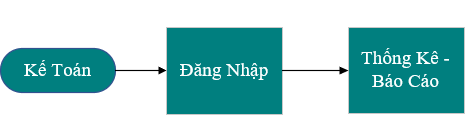 Kế Toán
Đăng Nhập
Thống Kê -
Báo Cáo